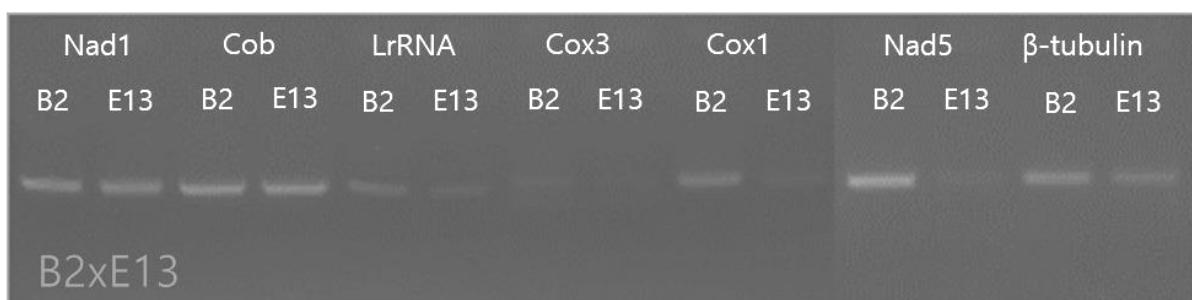 Nad1 Cob LrRNA Cox3 Cox1 Nad5 β-tubulin
B2 E13 B2 E13 B2 E13 B2 E13 B2 E13 B2 E13 B2 E13
B2xE13